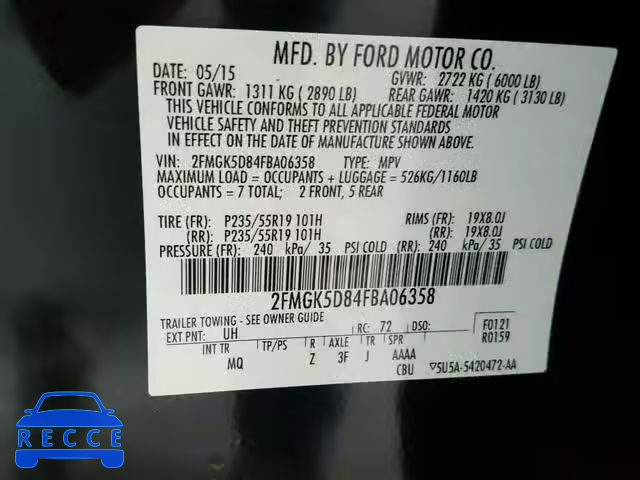 MFD. BY FORD MOTOR CO.
DATE: 05/15 GVWR: 2722 KG (6000 LB)
FRONT GAWR: 1311 KG (2890 LB) REAR GAWR: 1420 KG (3130 LB)
THIS VEHICLE CONFORMS TO ALL APPLICABLE FEDERAL MOTOR
VEHICLE SAFETY AND THEFT PREVENTION STANDARDS
IN EFFECT ON THE DATE OF MANUFACTURE SHOWN ABOVE.
VIN: 2FMGK5D84FBA06358 TYPE: MPV
MAXIMUM LOAD = OCCUPANTS + LUGGAGE = 526KG/1160LB
OCCUPANTS = 7 TOTAL; 2 FRONT, 5 REAR
TIRE (FR): P235/55R19 101H RIMS (FR): 19X8.0J
(RR): P235/55R19 101H (RR): 19X8.0J
PRESSURE (FR): 240 kPa/ 35 PSI COLD (RR): 240 kPa/ 35 PSI COLD
2FMGK5D84FBA06358
TRAILER TOWING - SEE OWNER GUIDE
EXT PNT: UH RC: 72 DSO: F0121
R0159
INT TR TP/PS R AXLE TR SPR
MQ Z 3F J AAAA
CBU 5U5A-5420472-AA
RECCE